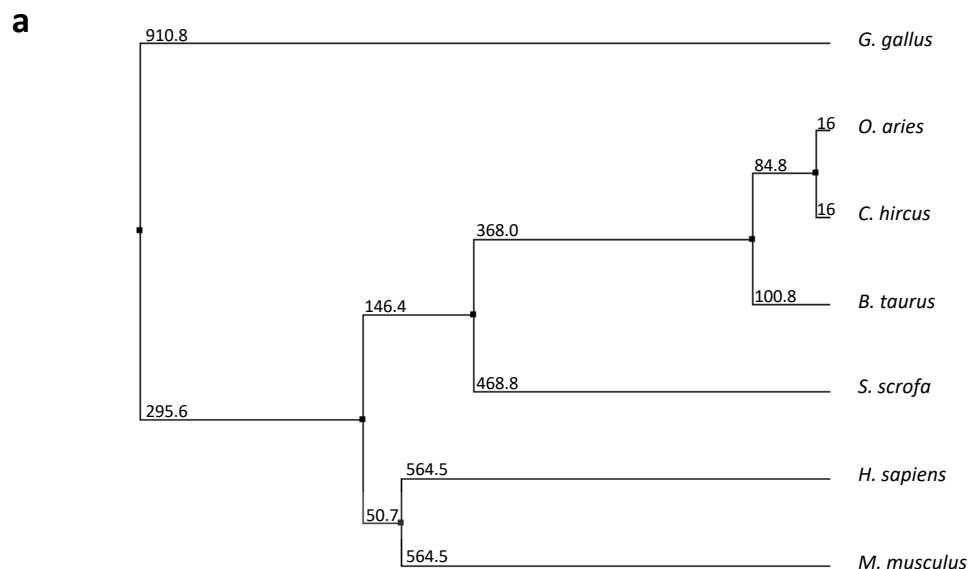 a
910.8 G. gallus
16 O. aries
84.8
16 C. hircus
368.0
100.8 B. taurus
146.4
468.8 S. scrofa
295.6
564.5 H. sapiens
50.7
564.5 M. musculus